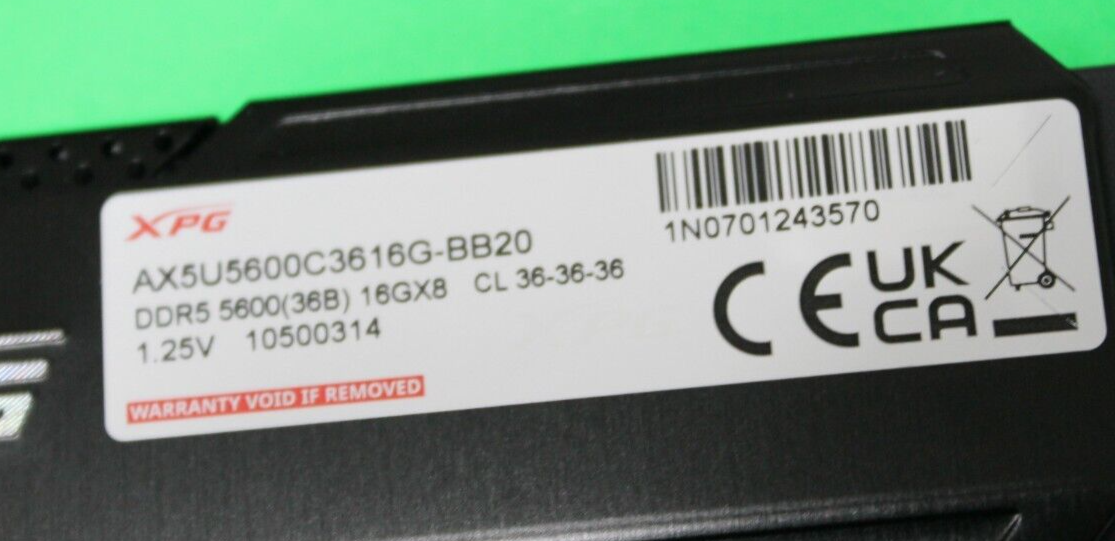 XPG
AX5U5600C3616G-BB20
DDR5 5600(36B) 16GX8 CL 36-36-36
1.25V 10500314
WARRANTY VOID IF REMOVED
1N0701243570
CE
UK
CA